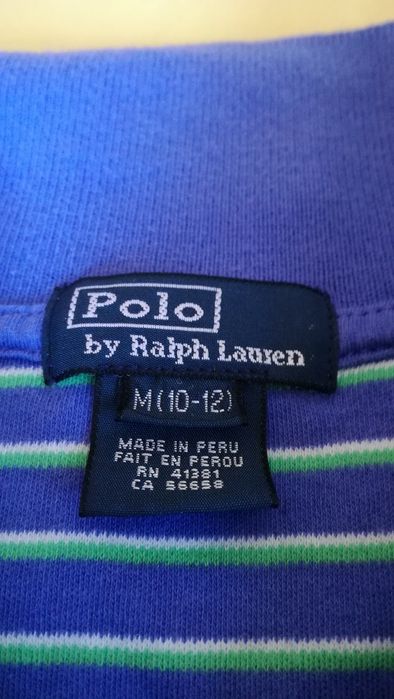 Polo
by Ralph Lauren
M(10-12)
MADE IN PERU
FAIT EN PEROU
RN 41381
CA 56658